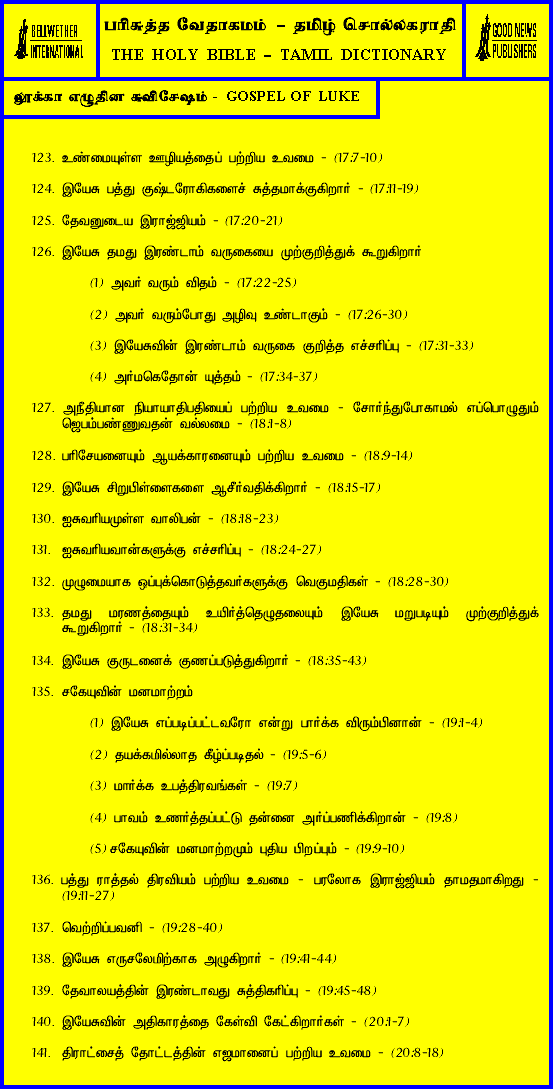 BELLWETHER
INTERNATIONAL
பரிசுத்த வேதாகமம் – தமிழ் சொல்லகராதி
THE HOLY BIBLE – TAMIL DICTIONARY
GOOD NEWS
PUBLISHERS
லூக்கா எழுதின சுவிசேஷம் - GOSPEL OF LUKE
123. உண்மையுள்ள ஊழியத்தைப் பற்றிய உவமை - (17:7-10)
124. இயேசு பத்து குஷ்டரோகிகளைச் சுத்தமாக்குகிறார் - (17:11-19)
125. தேவனுடைய இராஜ்ஜியம் - (17:20-21)
126. இயேசு தமது இரண்டாம் வருகையை முற்குறித்துக் கூறுகிறார்
(1) அவர் வரும் விதம் - (17:22-25)
(2) அவர் வரும்போது அழிவு உண்டாகும் - (17:26-30)
(3) இயேசுவின் இரண்டாம் வருகை குறித்த எச்சரிப்பு - (17:31-33)
(4) அர்மகெதோன் யுத்தம் - (17:34-37)
127. அநீதியான நியாயாதிபதியைப் பற்றிய உவமை - சோர்ந்துபோகாமல் எப்பொழுதும்
ஜெபம்பண்ணுவதன் வல்லமை - (18:1-8)
128. பரிசேயனையும் ஆயக்காரனையும் பற்றிய உவமை - (18:9-14)
129. இயேசு சிறுபிள்ளைகளை ஆசீர்வதிக்கிறார் - (18:15-17)
130. ஐசுவரியமுள்ள வாலிபன் - (18:18-23)
131. ஐசுவரியவான்களுக்கு எச்சரிப்பு - (18:24-27)
132. முழுமையாக ஒப்புக்கொடுத்தவர்களுக்கு வெகுமதிகள் - (18:28-30)
133. தமது மரணத்தையும் உயிர்த்தெழுதலையும் இயேசு மறுபடியும் முற்குறித்துக்
கூறுகிறார் - (18:31-34)
134. இயேசு குருடனைக் குணப்படுத்துகிறார் - (18:35-43)
135. சகேயுவின் மனமாற்றம்
(1) இயேசு எப்படிப்பட்டவரோ என்று பார்க்க விரும்பினான் - (19:1-4)
(2) தயக்கமில்லாத கீழ்ப்படிதல் - (19:5-6)
(3) மார்க்க உபத்திரவங்கள் - (19:7)
(4) பாவம் உணர்த்தப்பட்டு தன்னை அர்ப்பணிக்கிறான் - (19:8)
(5) சகேயுவின் மனமாற்றமும் புதிய பிறப்பும் - (19:9-10)
136. பத்து ராத்தல் திரவியம் பற்றிய உவமை - பரலோக இராஜ்ஜியம் தாமதமாகிறது -
(19:11-27)
137. வெற்றிப்பவனி - (19:28-40)
138. இயேசு எருசலேமிற்காக அழுகிறார் - (19:41-44)
139. தேவாலயத்தின் இரண்டாவது சுத்திகரிப்பு - (19:45-48)
140. இயேசுவின் அதிகாரத்தை கேள்வி கேட்கிறார்கள் - (20:1-7)
141. திராட்சைத் தோட்டத்தின் எஜமானைப் பற்றிய உவமை - (20:8-18)